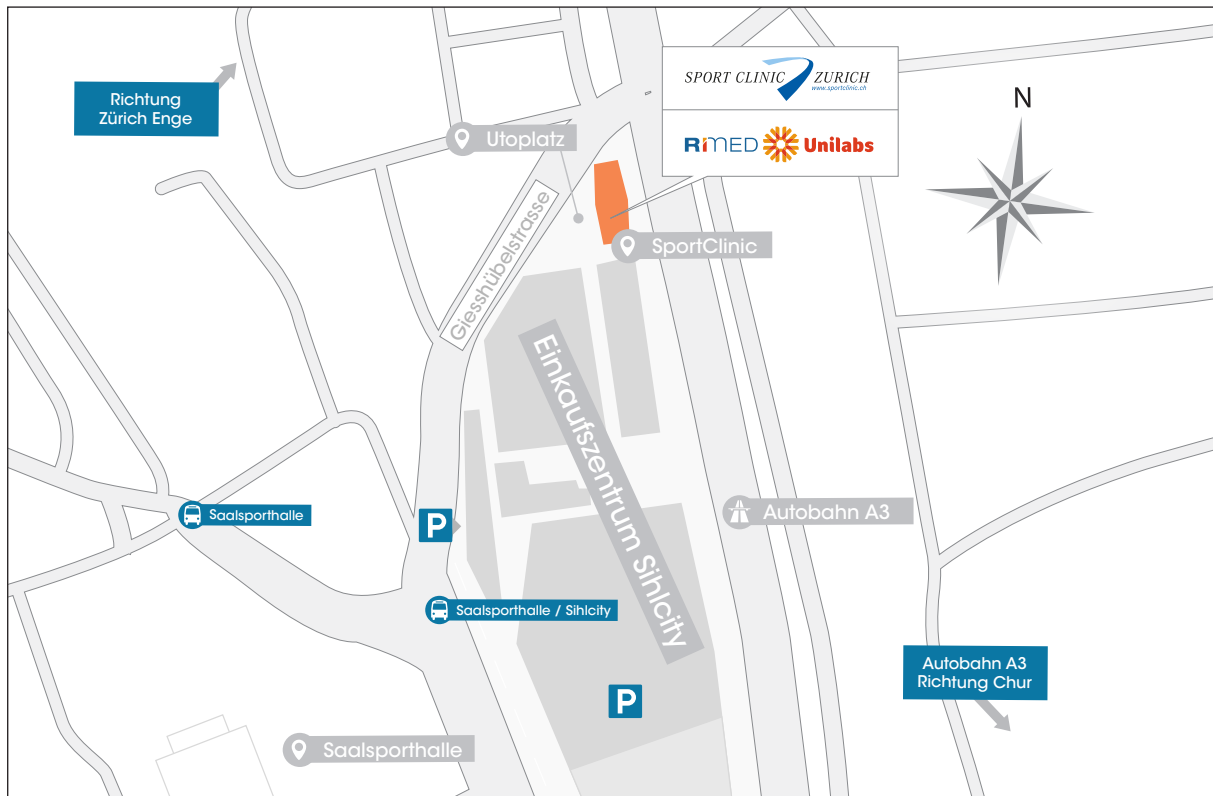 Richtung
Zürich Enge
SPORT CLINIC ZURICH
www.sportclinic.ch
RIMED Unilabs
N
Utoplatz
Giesshübelstrasse
SportClinic
Einkaufszentrum Sihlcity
Saalsporthalle
P
Autobahn A3
Saalsporthalle / Sihlcity
Autobahn A3
Richtung Chur
P
Saalsporthalle